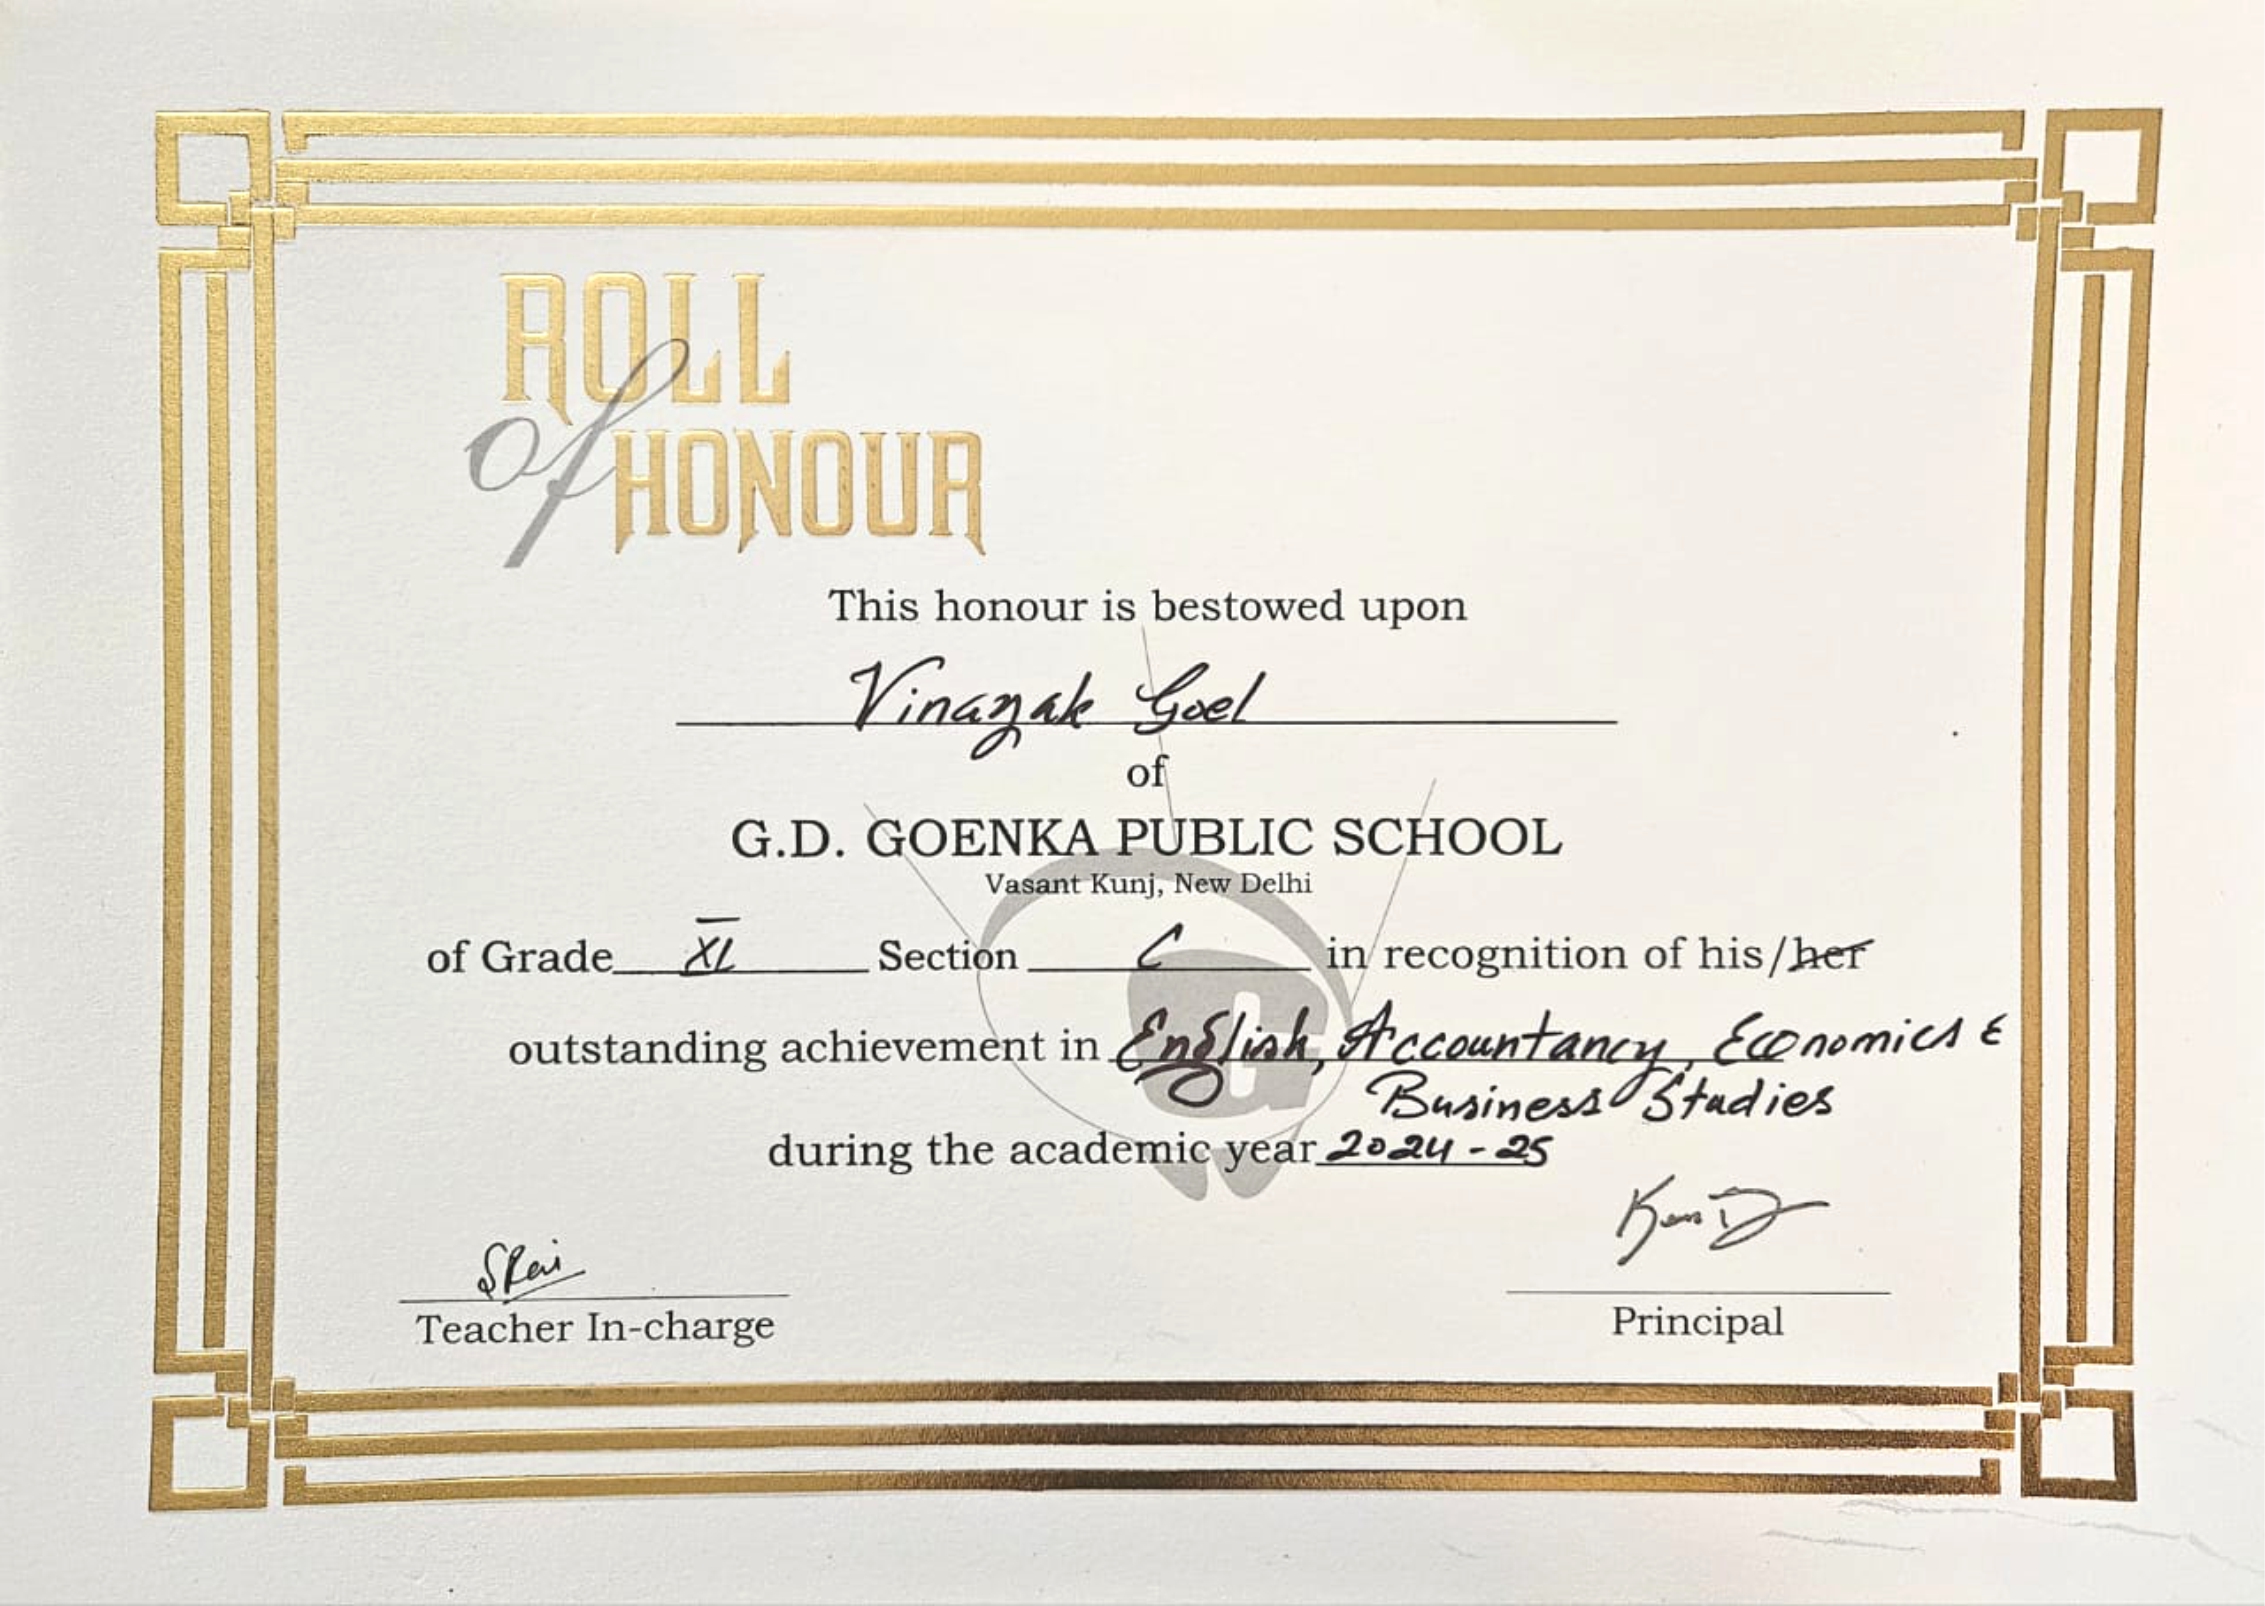 ROLL
of HONOUR
This honour is bestowed upon
Vinayak Goel
of
G.D. GOENKA PUBLIC SCHOOL
Vasant Kunj, New Delhi
of Grade XI Section C in recognition of his/her
outstanding achievement in English, Accountancy, Economics &
Business Studies
during the academic year 2024-25
Teacher In-charge
Principal